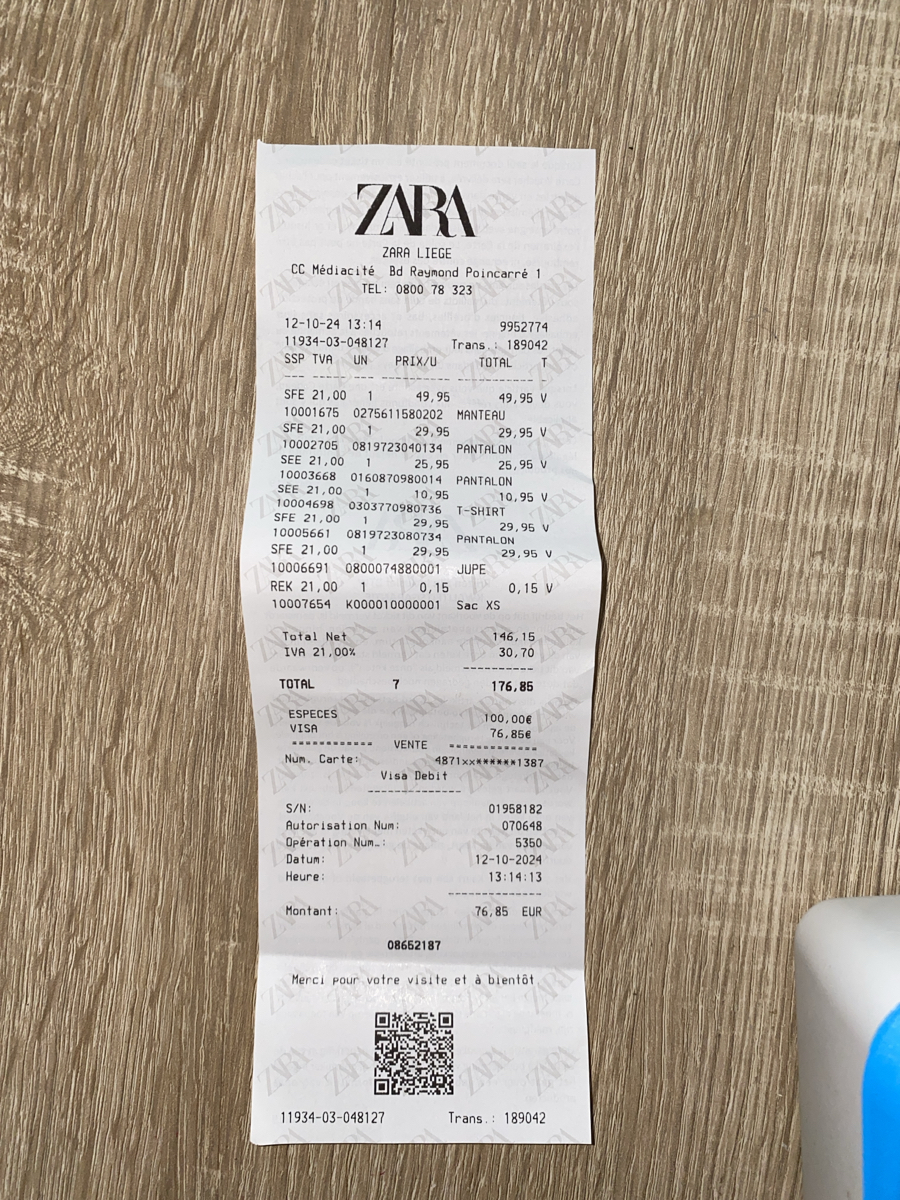 ZARA
ZARA LIEGE
CC Médiacité Bd Raymond Poincarré 1
TEL: 0800 78 323
12-10-24 13:14 9952774
11934-03-048127 Trans.: 189042
SSP TVA UN PRIX/U TOTAL T
--- ---- --- ---------- ----------- --
SFE 21,00 1 49,95 49,95 V
10001675 0275611580202 MANTEAU
SFE 21,00 1 29,95 29,95 V
10002705 0819723040134 PANTALON
SEE 21,00 1 25,95 25,95 V
10003668 0160870980014 PANTALON
SEE 21,00 1 10,95 10,95 V
10004698 0303770980736 T-SHIRT
SFE 21,00 1 29,95 29,95 V
10005661 0819723080734 PANTALON
SFE 21,00 1 29,95 29,95 V
10006691 0800074880001 JUPE
REK 21,00 1 0,15 0,15 V
10007654 K000010000001 Sac XS
Total Net 146,15
IVA 21,00% 30,70
----------
TOTAL 7 176,85
ESPECES 100,00€
VISA 76,85€
============ VENTE =============
Num. Carte: 4871xx******1387
Visa Debit
-------------
S/N: 01958182
Autorisation Num: 070648
Opération Num.: 5350
Datum: 12-10-2024
Heure: 13:14:13
-------------
Montant: 76,85 EUR
08652187
Merci pour votre visite et à bientôt
11934-03-048127 Trans.: 189042